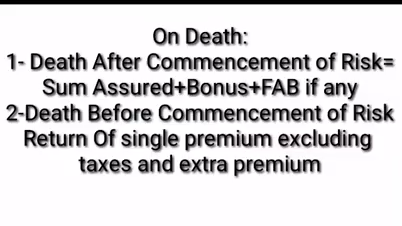 On Death:
1- Death After Commencement of Risk=
Sum Assured+Bonus+FAB if any
2-Death Before Commencement of Risk
Return Of single premium excluding
taxes and extra premium